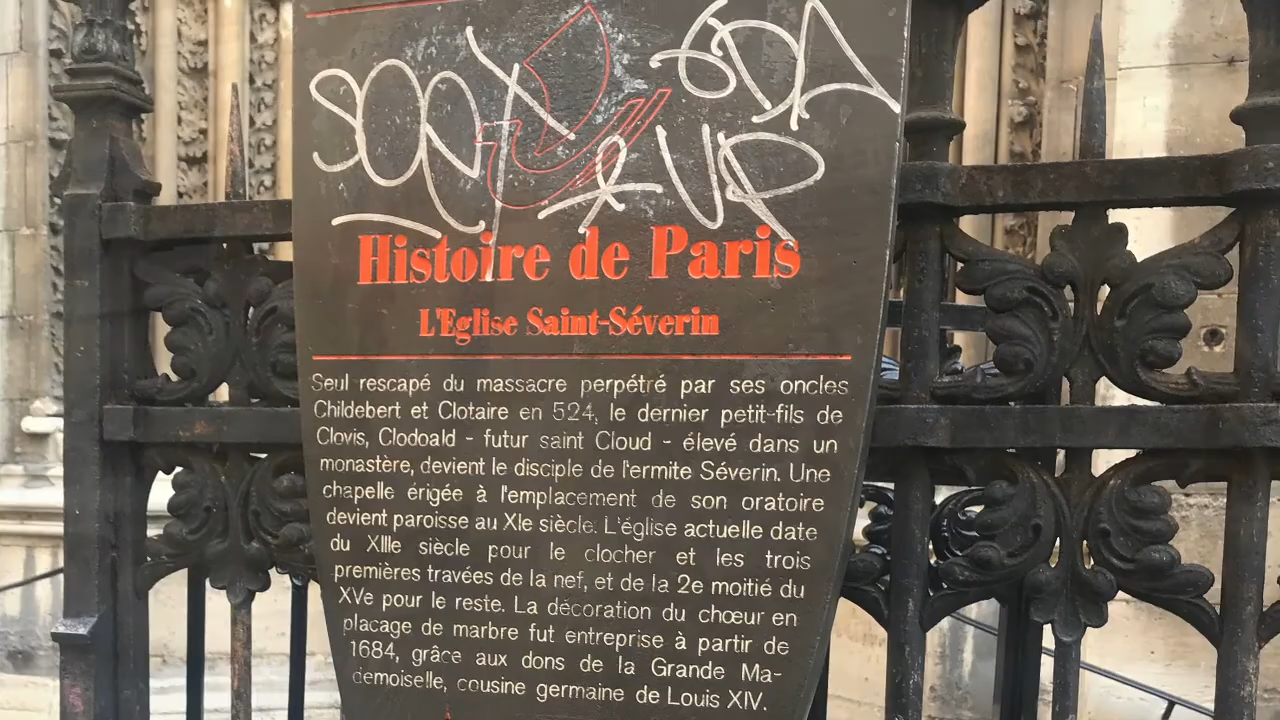 Histoire de Paris
L'Eglise Saint-Séverin
Seul rescapé du massacre perpétré par ses oncles
Childebert et Clotaire en 524, le dernier petit-fils de
Clovis, Clodoald - futur saint Cloud - élevé dans un
monastère, devient le disciple de l'ermite Séverin. Une
chapelle érigée à l'emplacement de son oratoire
devient paroisse au XIe siècle. L'église actuelle date
du XIIIe siècle pour le clocher et les trois
premières travées de la nef, et de la 2e moitié du
XVe pour le reste. La décoration du chœur en
placage de marbre fut entreprise à partir de
1684, grâce aux dons de la Grande Ma-
demoiselle, cousine germaine de Louis XIV.